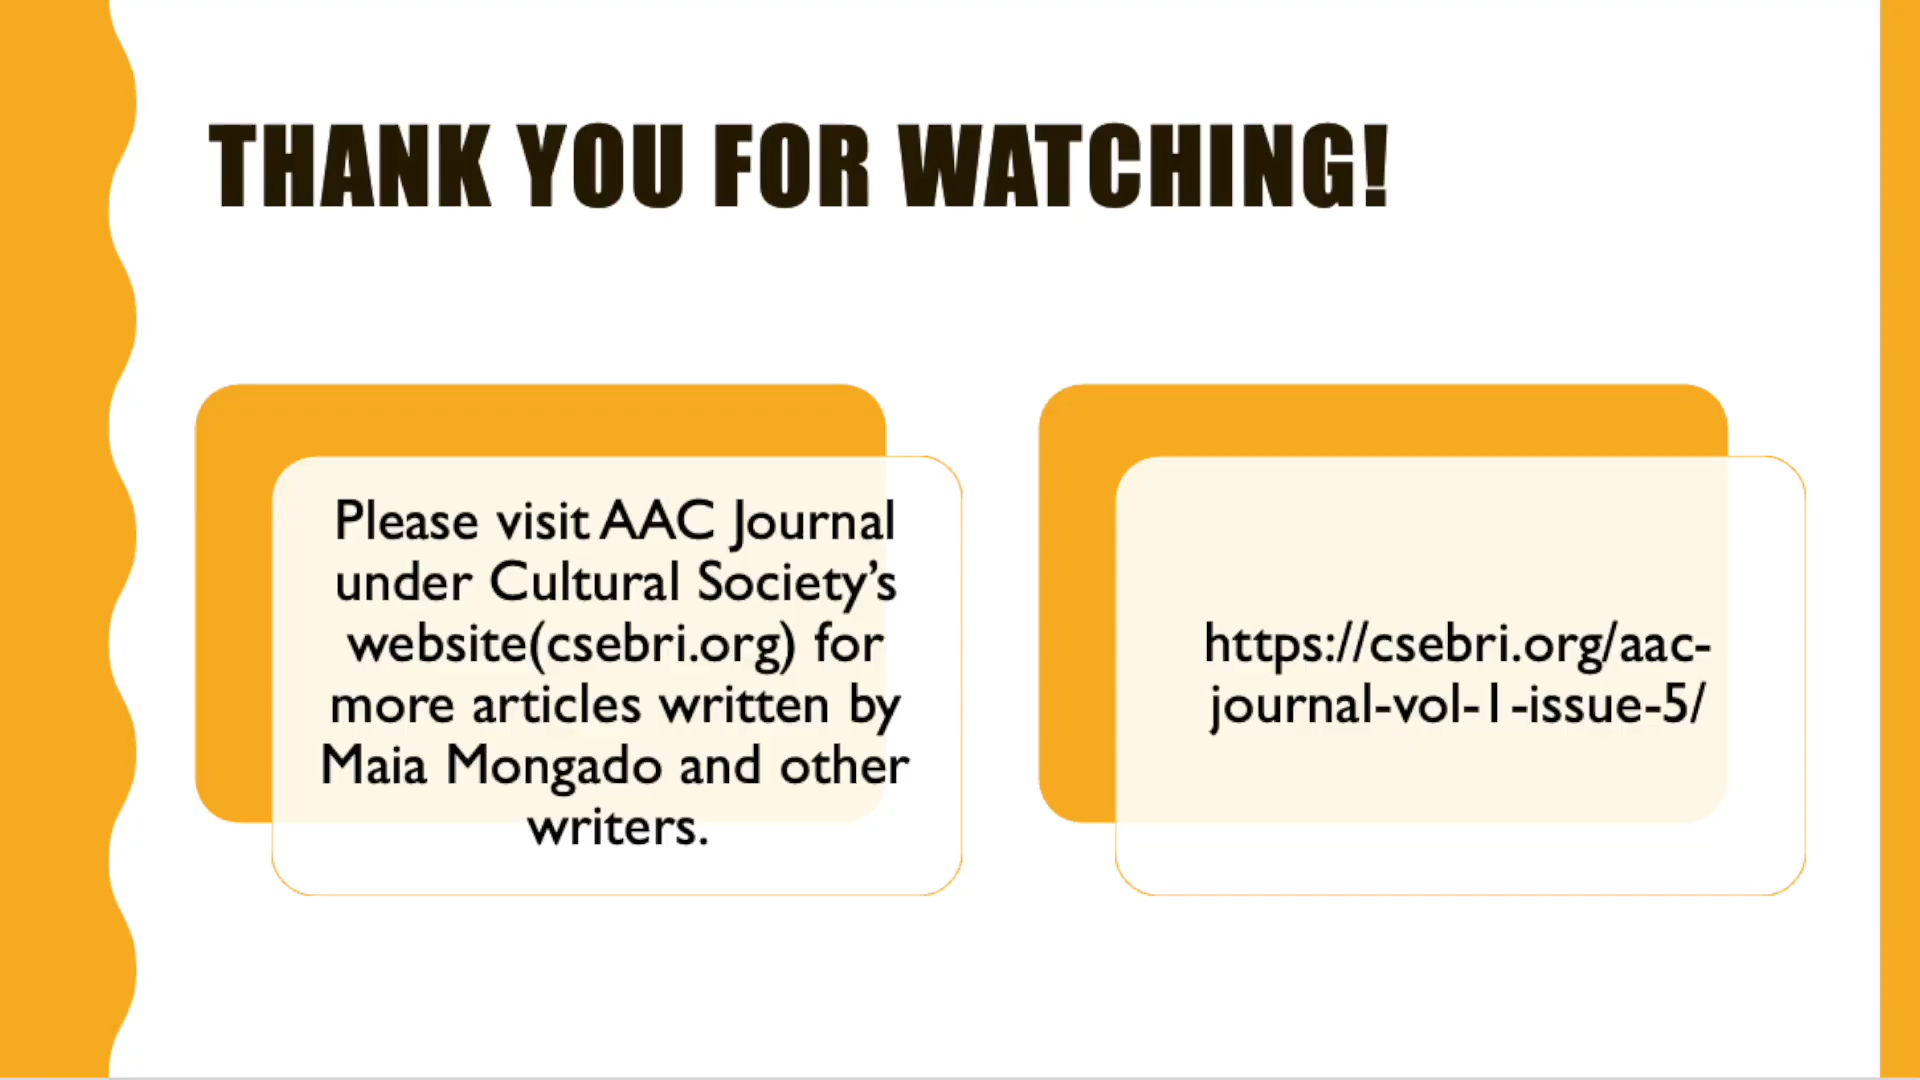 THANK YOU FOR WATCHING!
Please visit AAC Journal
under Cultural Society’s
website(csebri.org) for
more articles written by
Maia Mongado and other
writers.
https://csebri.org/aac-
journal-vol-1-issue-5/